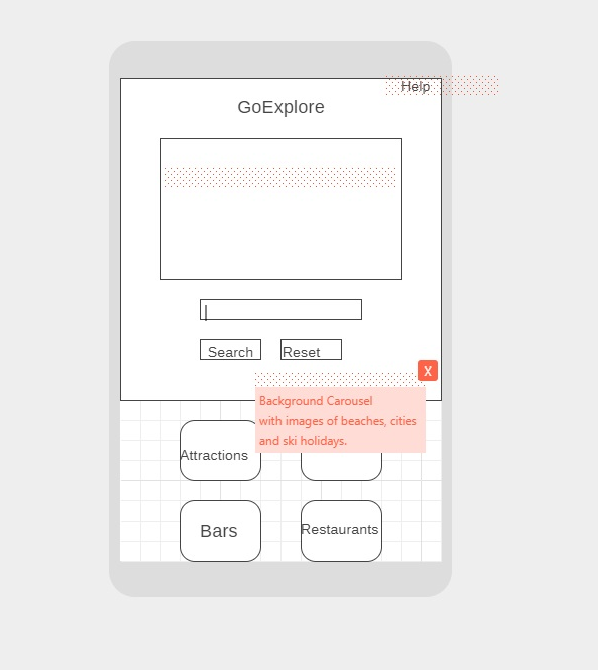 Help
GoExplore
Search
Reset
X
Background Carousel
with images of beaches, cities
and ski holidays.
Attractions
Bars
Restaurants